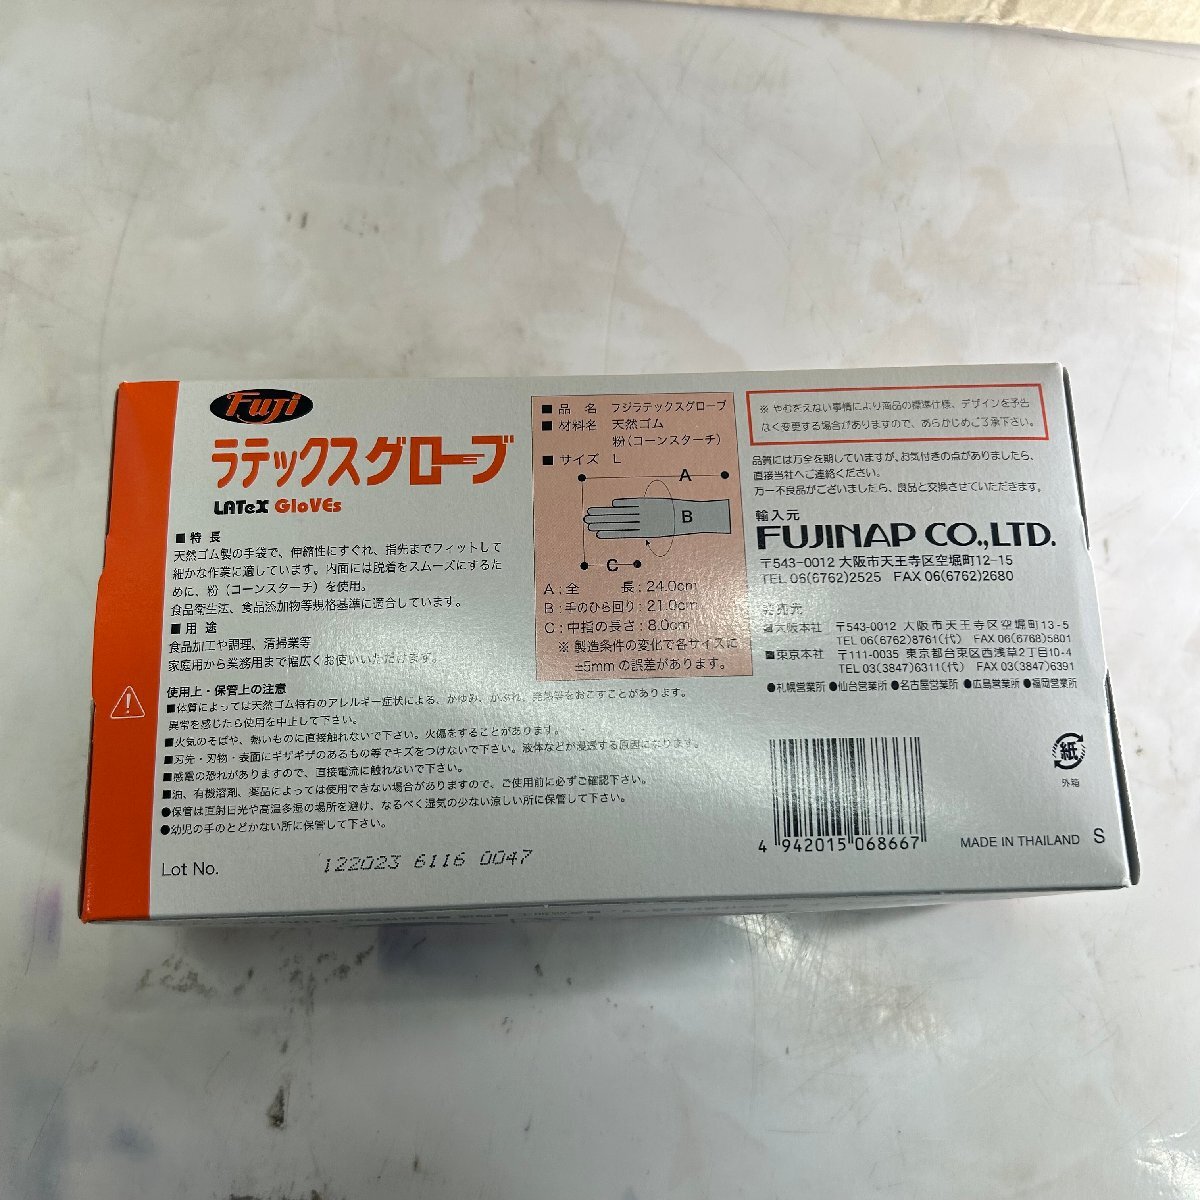 Fuji
ラテックスグローブ
LATeX GloVEs
■特長
天然ゴム製の手袋で、伸縮性にすぐれ、指先までフィットして
細かな作業に適しています。内面には脱着をスムーズにするた
めに、粉（コーンスターチ）を使用。
食品衛生法、食品添加物等規格基準に適合しています。
■用途
食品加工や調理、清掃業等
家庭用から業務用まで幅広くお使いいただけます。
■品名 フジラテックスグローブ
■材料名 天然ゴム
粉（コーンスターチ）
■サイズ L
A
B
C
A：全長：24.0cm
B：手のひら回り：21.0cm
C：中指の長さ：8.0cm
※製造条件の変化で各サイズに
±5mmの誤差があります。
※やむをえない事情により商品の標準仕様、デザインを予告
なく変更する場合がありますので、あらかじめご了承下さい。
品質には万全を期していますが、お気付きの点がありましたら、
直接当社へご連絡ください。
万一不良品がございましたら、良品と交換させていただきます。
輸入元
FUJINAP CO.,LTD.
〒543-0012 大阪市天王寺区空堀町12-15
TEL 06(6762)2525 FAX 06(6762)2680
発売元
■大阪本社 〒543-0012 大阪市天王寺区空堀町13-5
TEL 06(6762)8761(代) FAX 06(6768)5801
■東京本社 〒111-0035 東京都台東区西浅草2丁目10-4
TEL 03(3847)6311(代) FAX 03(3847)6391
●札幌営業所 ●仙台営業所 ●名古屋営業所 ●広島営業所 ●福岡営業所
使用上・保管上の注意
■体質によっては天然ゴム特有のアレルギー症状による、かゆみ、かぶれ、発熱等をおこすことがあります。
異常を感じたら使用を中止して下さい。
■火気のそばや、熱いものに直接触れないで下さい。火傷をすることがあります。
■刃先・刃物・表面にギザギザのあるもの等でキズをつけないで下さい。液体などが浸透する原因になります。
■感電の恐れがありますので、直接電流に触れないで下さい。
■油、有機溶剤、薬品によっては使用できない場合がありますので、ご使用前に必ずご確認下さい。
●保管は直射日光や高温多湿の場所を避け、なるべく湿気の少ない涼しい所に保管して下さい。
●幼児の手のとどかない所に保管して下さい。
Lot No. 122023 6116 0047
4 942015 068667
紙
外箱
MADE IN THAILAND S